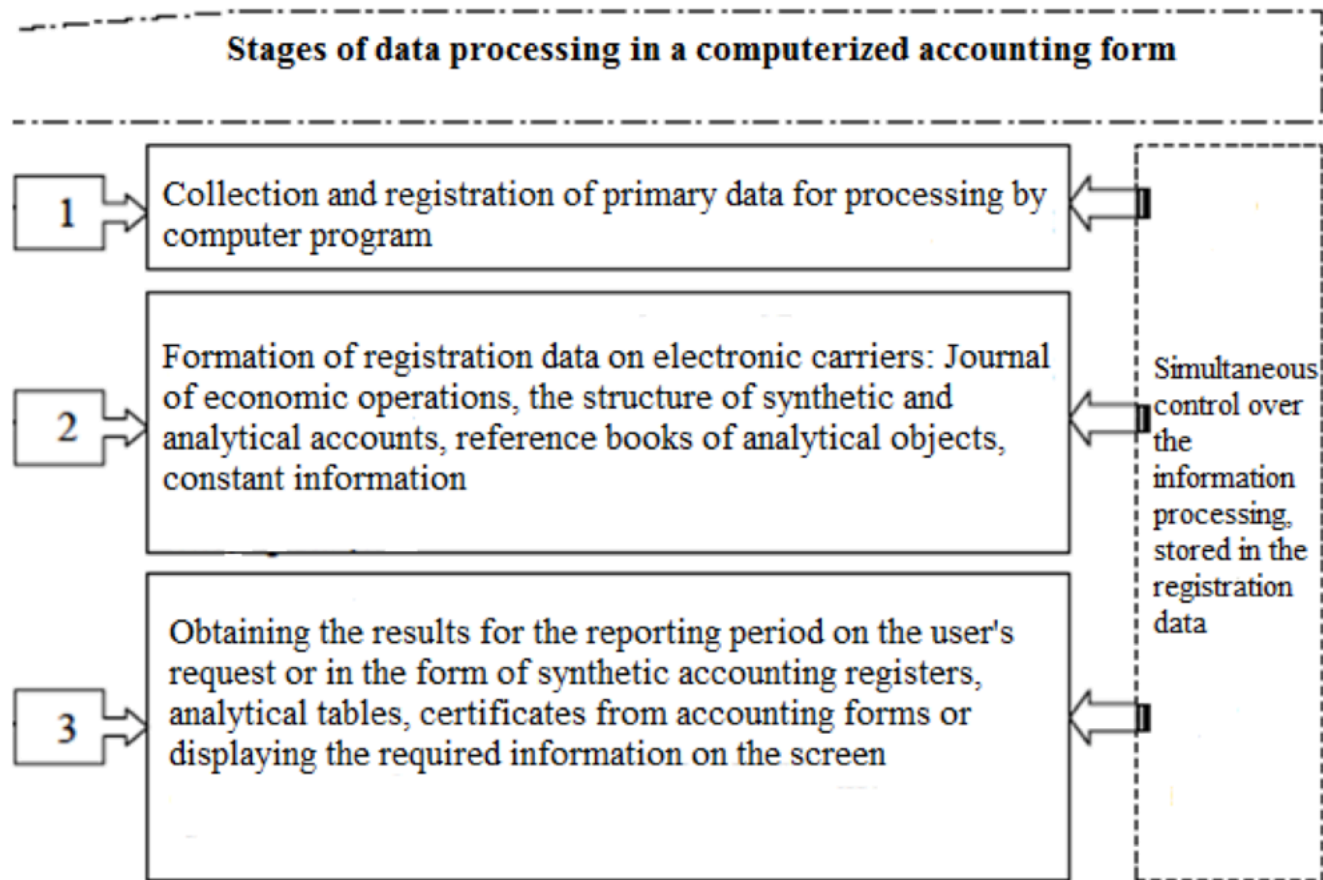 Stages of data processing in a computerized accounting form
1
Collection and registration of primary data for processing by
computer program
2
Formation of registration data on electronic carriers: Journal
of economic operations, the structure of synthetic and
analytical accounts, reference books of analytical objects,
constant information
3
Obtaining the results for the reporting period on the user's
request or in the form of synthetic accounting registers,
analytical tables, certificates from accounting forms or
displaying the required information on the screen
Simultaneous
control over
the
information
processing,
stored in the
registration
data